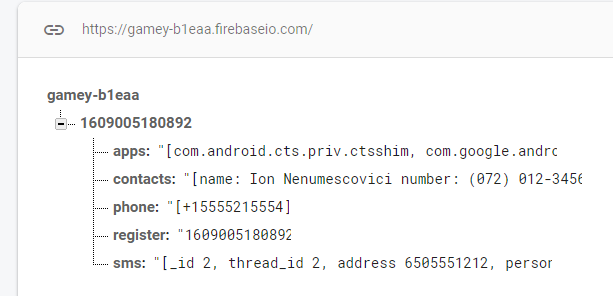 https://gamey-b1eaa.firebaseio.com/
gamey-b1eaa
1609005180892
apps: "[com.android.cts.priv.ctsshim, com.google.andro
contacts: "[name: Ion Nenumescovici number: (072) 012-3456
phone: "[+15555215554]
register: "1609005180892
sms: "[_id 2, thread_id 2, address 6505551212, person